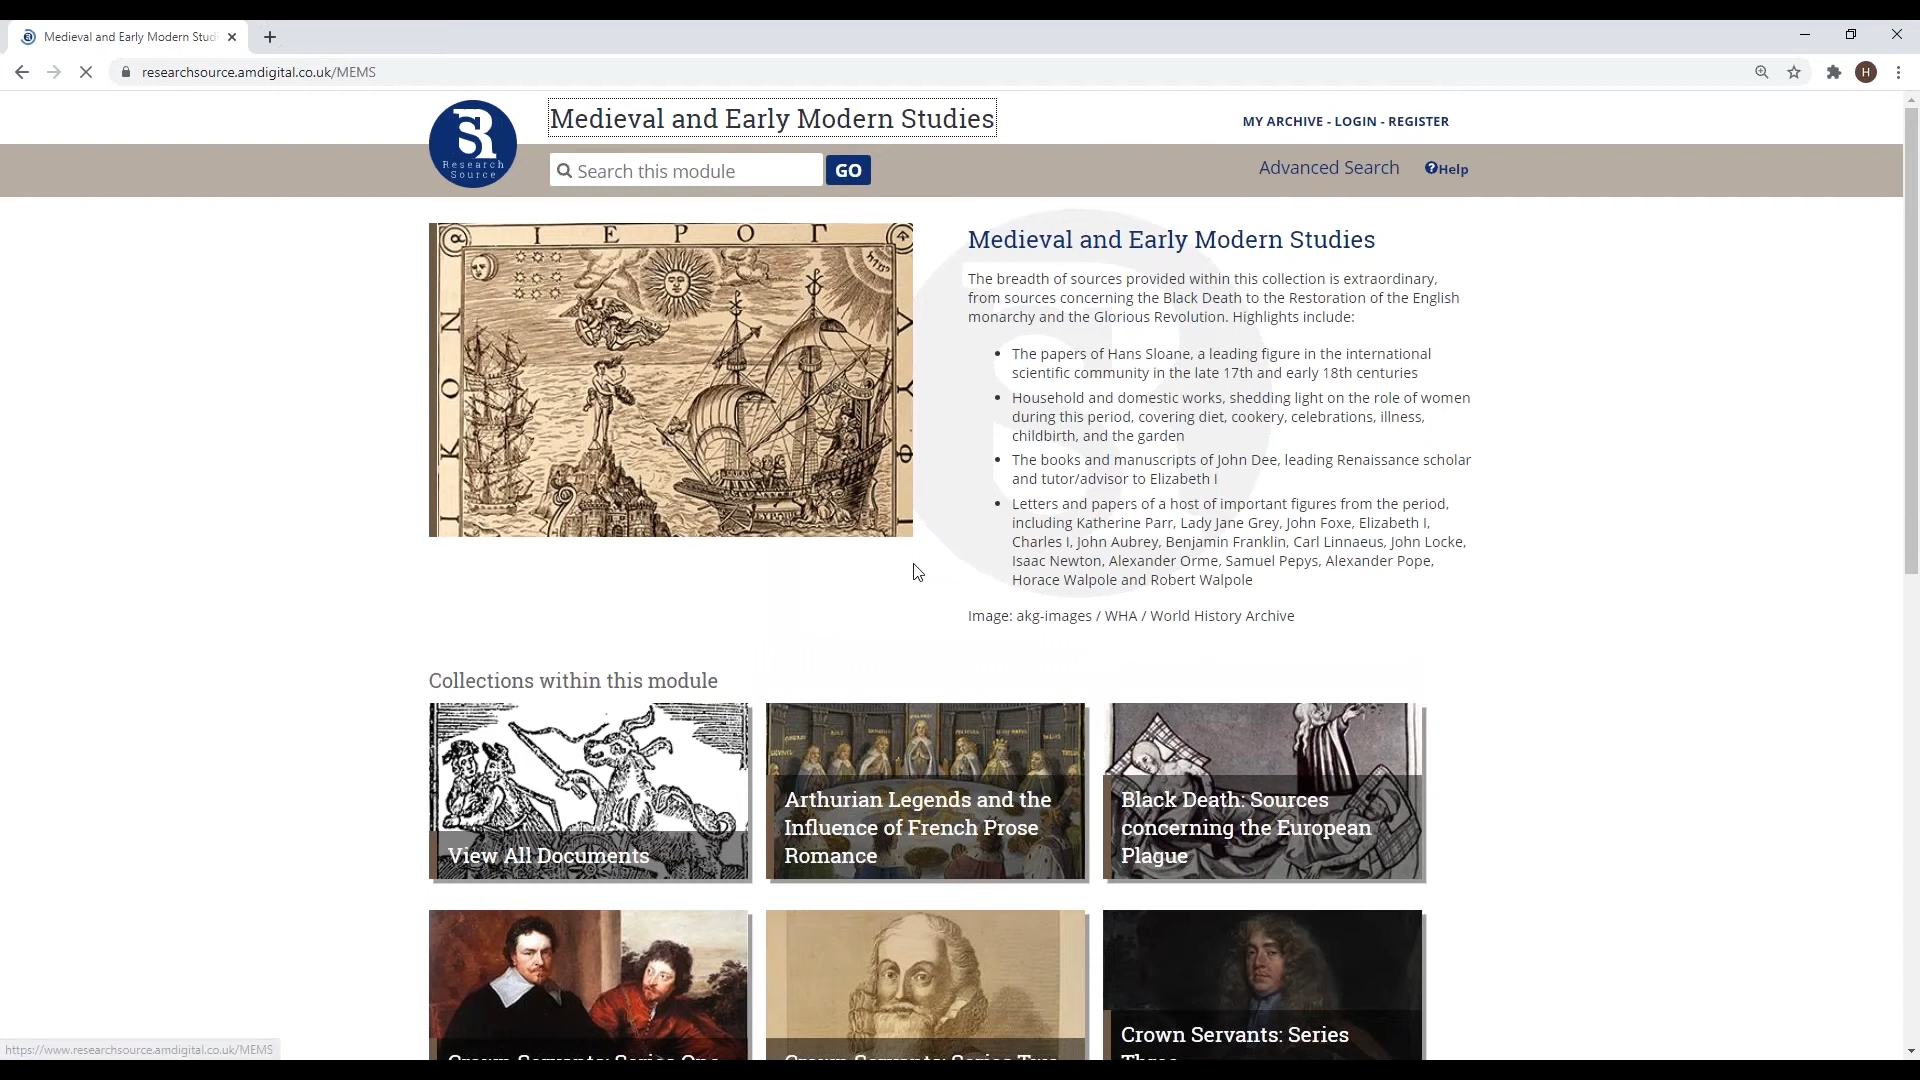 Medieval and Early Modern Stud
researchsource.amdigital.co.uk/MEMS
H
Medieval and Early Modern Studies
MY ARCHIVE - LOGIN - REGISTER
Research
Source
Search this module
GO
Advanced Search
Help
Ι Ε Ρ Ο Γ
Medieval and Early Modern Studies
The breadth of sources provided within this collection is extraordinary,
from sources concerning the Black Death to the Restoration of the English
monarchy and the Glorious Revolution. Highlights include:
• The papers of Hans Sloane, a leading figure in the international
scientific community in the late 17th and early 18th centuries
• Household and domestic works, shedding light on the role of women
during this period, covering diet, cookery, celebrations, illness,
childbirth, and the garden
• The books and manuscripts of John Dee, leading Renaissance scholar
and tutor/advisor to Elizabeth I
• Letters and papers of a host of important figures from the period,
including Katherine Parr, Lady Jane Grey, John Foxe, Elizabeth I,
Charles I, John Aubrey, Benjamin Franklin, Carl Linnaeus, John Locke,
Isaac Newton, Alexander Orme, Samuel Pepys, Alexander Pope,
Horace Walpole and Robert Walpole
Image: akg-images / WHA / World History Archive
Collections within this module
View All Documents
Arthurian Legends and the
Influence of French Prose
Romance
Black Death: Sources
concerning the European
Plague
Crown Servants: Series One
Crown Servants: Series Two
Crown Servants: Series
Three
https://www.researchsource.amdigital.co.uk/MEMS